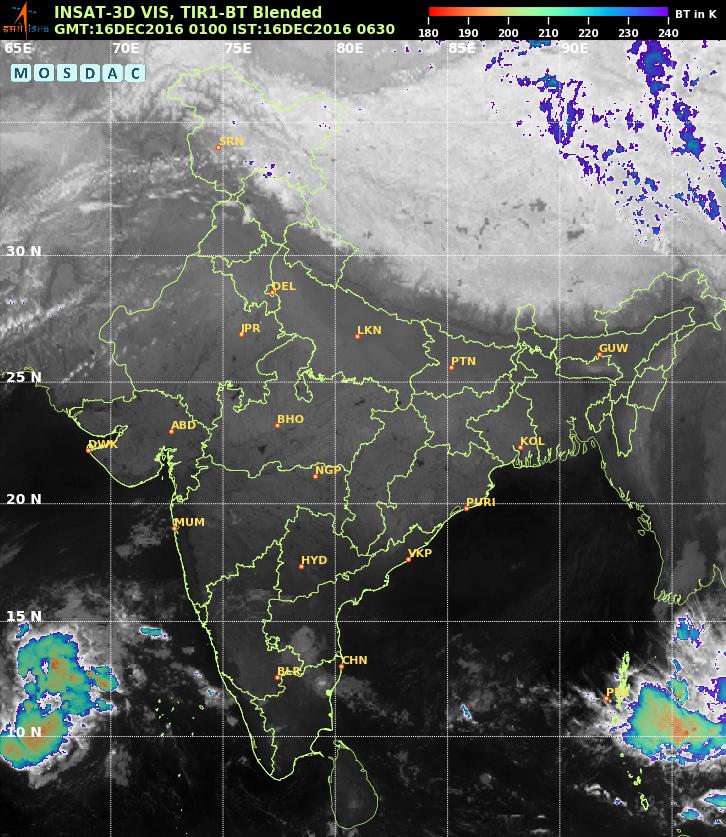 INSAT-3D VIS, TIR1-BT Blended
GMT:16DEC2016 0100 IST:16DEC2016 0630
BT in K
180 190 200 210 220 230 240
65E 70E 75E 80E 85E 90E
MOSDAC
SRN
30 N
DEL
JPR LKN
GUW
PTN
25 N
ABD BHO
DWK KOL
NGP
20 N PURI
MUM
VKP
HYD
15 N
CHN
BLR
10 N